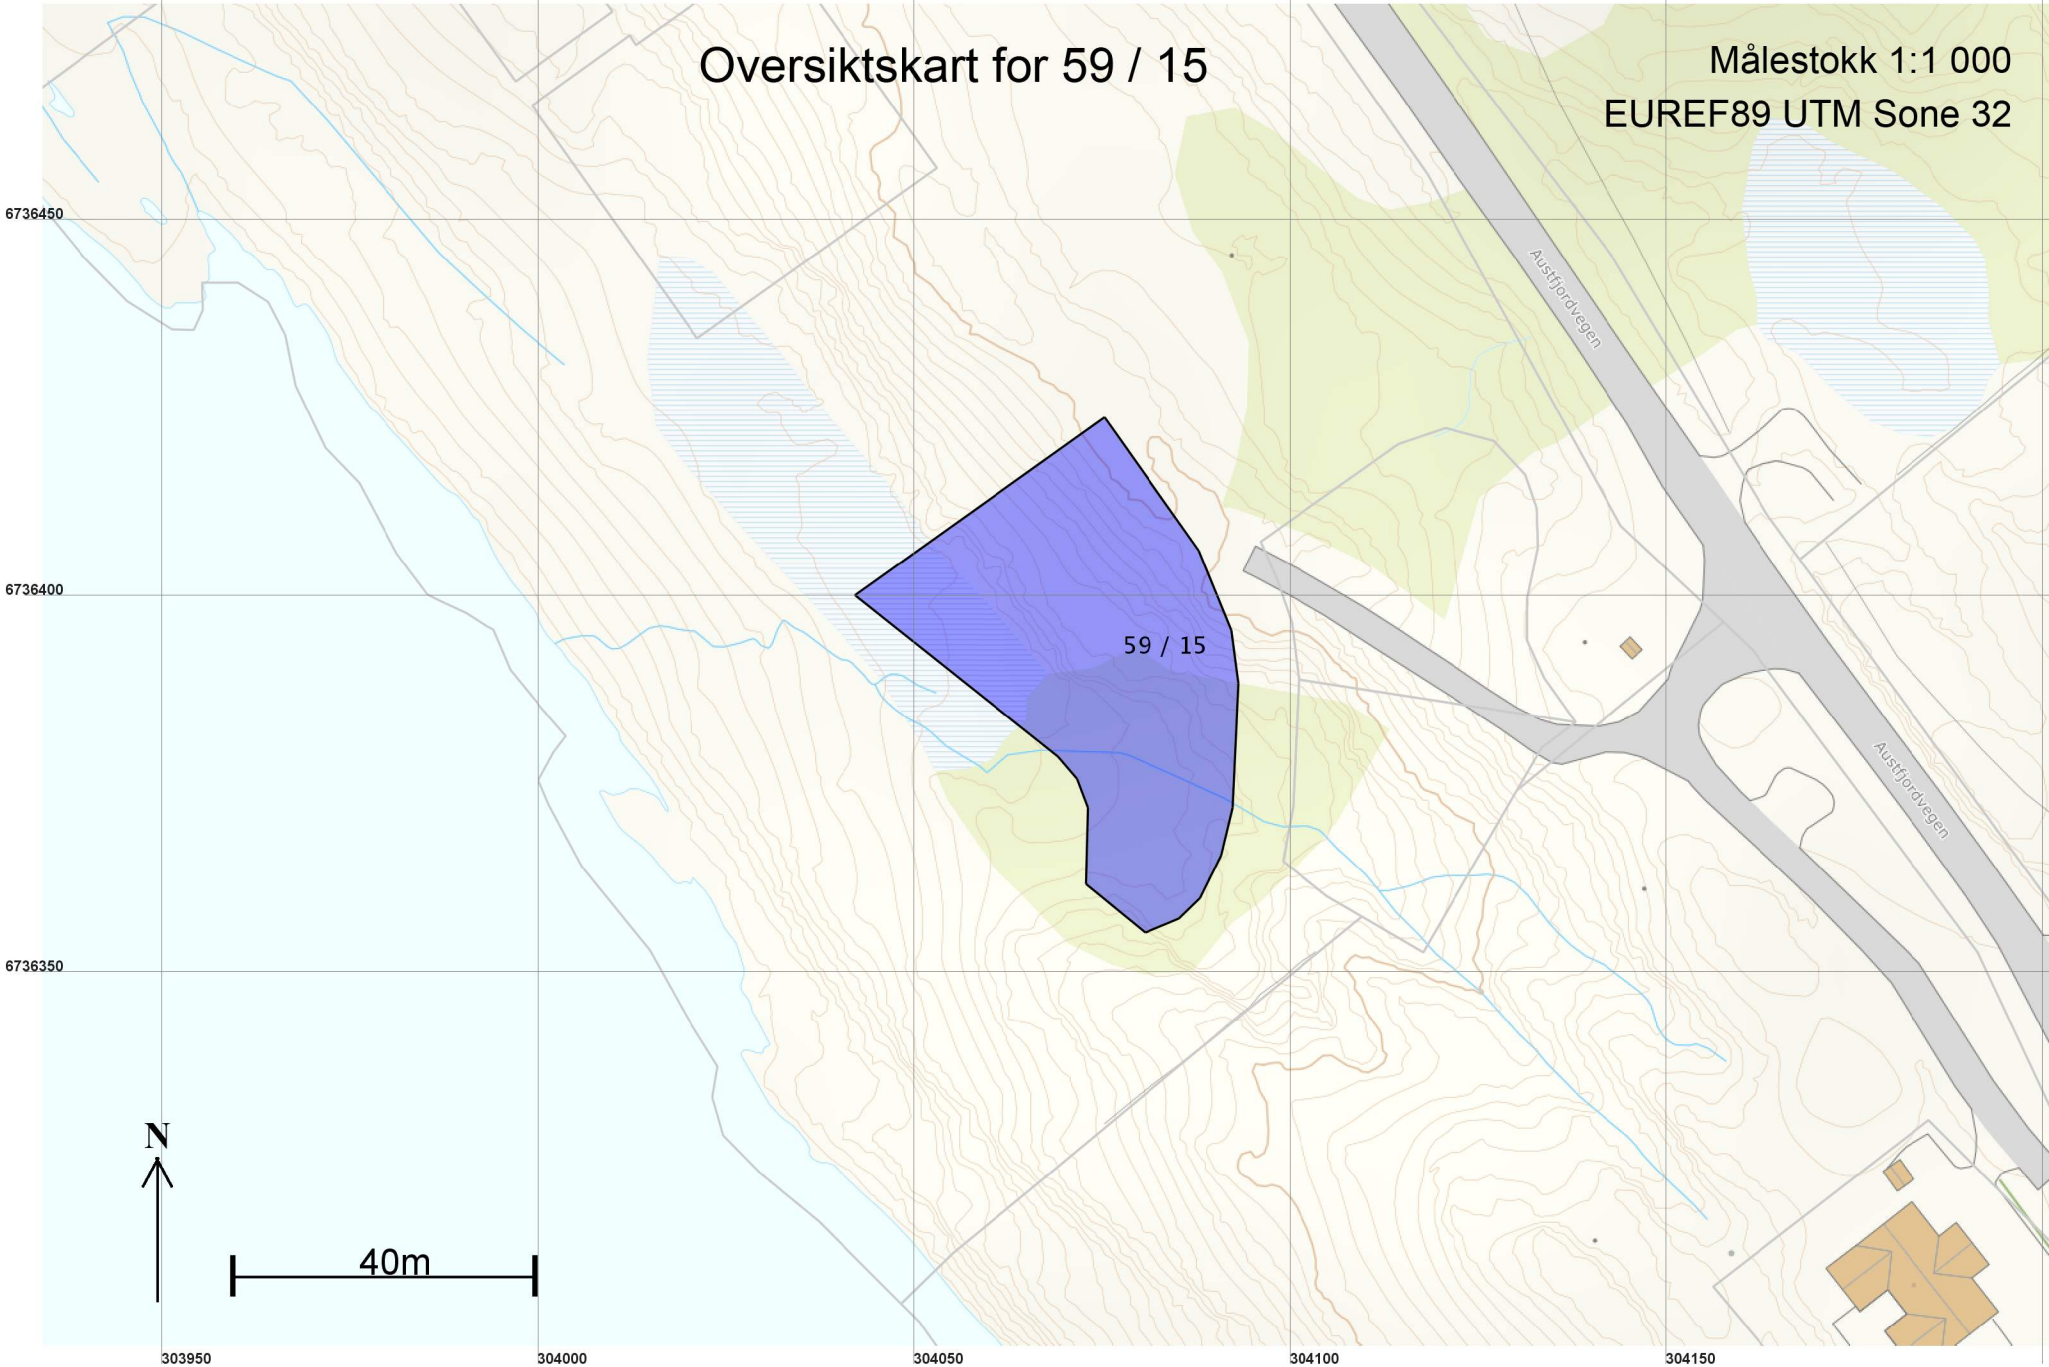 Oversiktskart for 59 / 15
Målestokk 1:1 000
EUREF89 UTM Sone 32
6736450
Austfjordvegen
6736400
59 / 15
Austfjordvegen
6736350
N
40m
303950
304000
304050
304100
304150